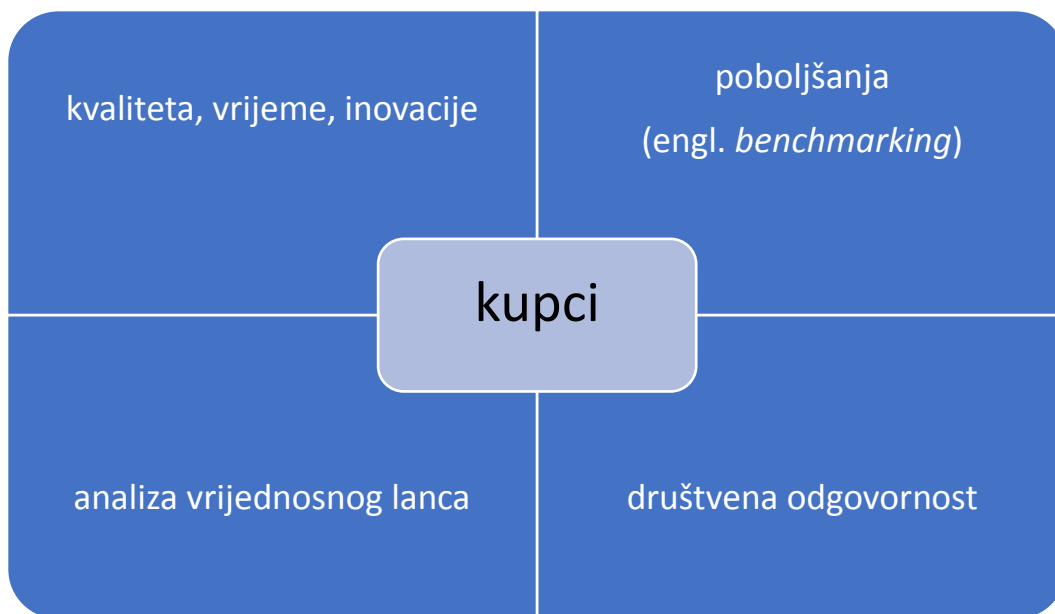 kvaliteta, vrijeme, inovacije
poboljšanja
(engl. benchmarking)
kupci
analiza vrijednosnog lanca
društvena odgovornost